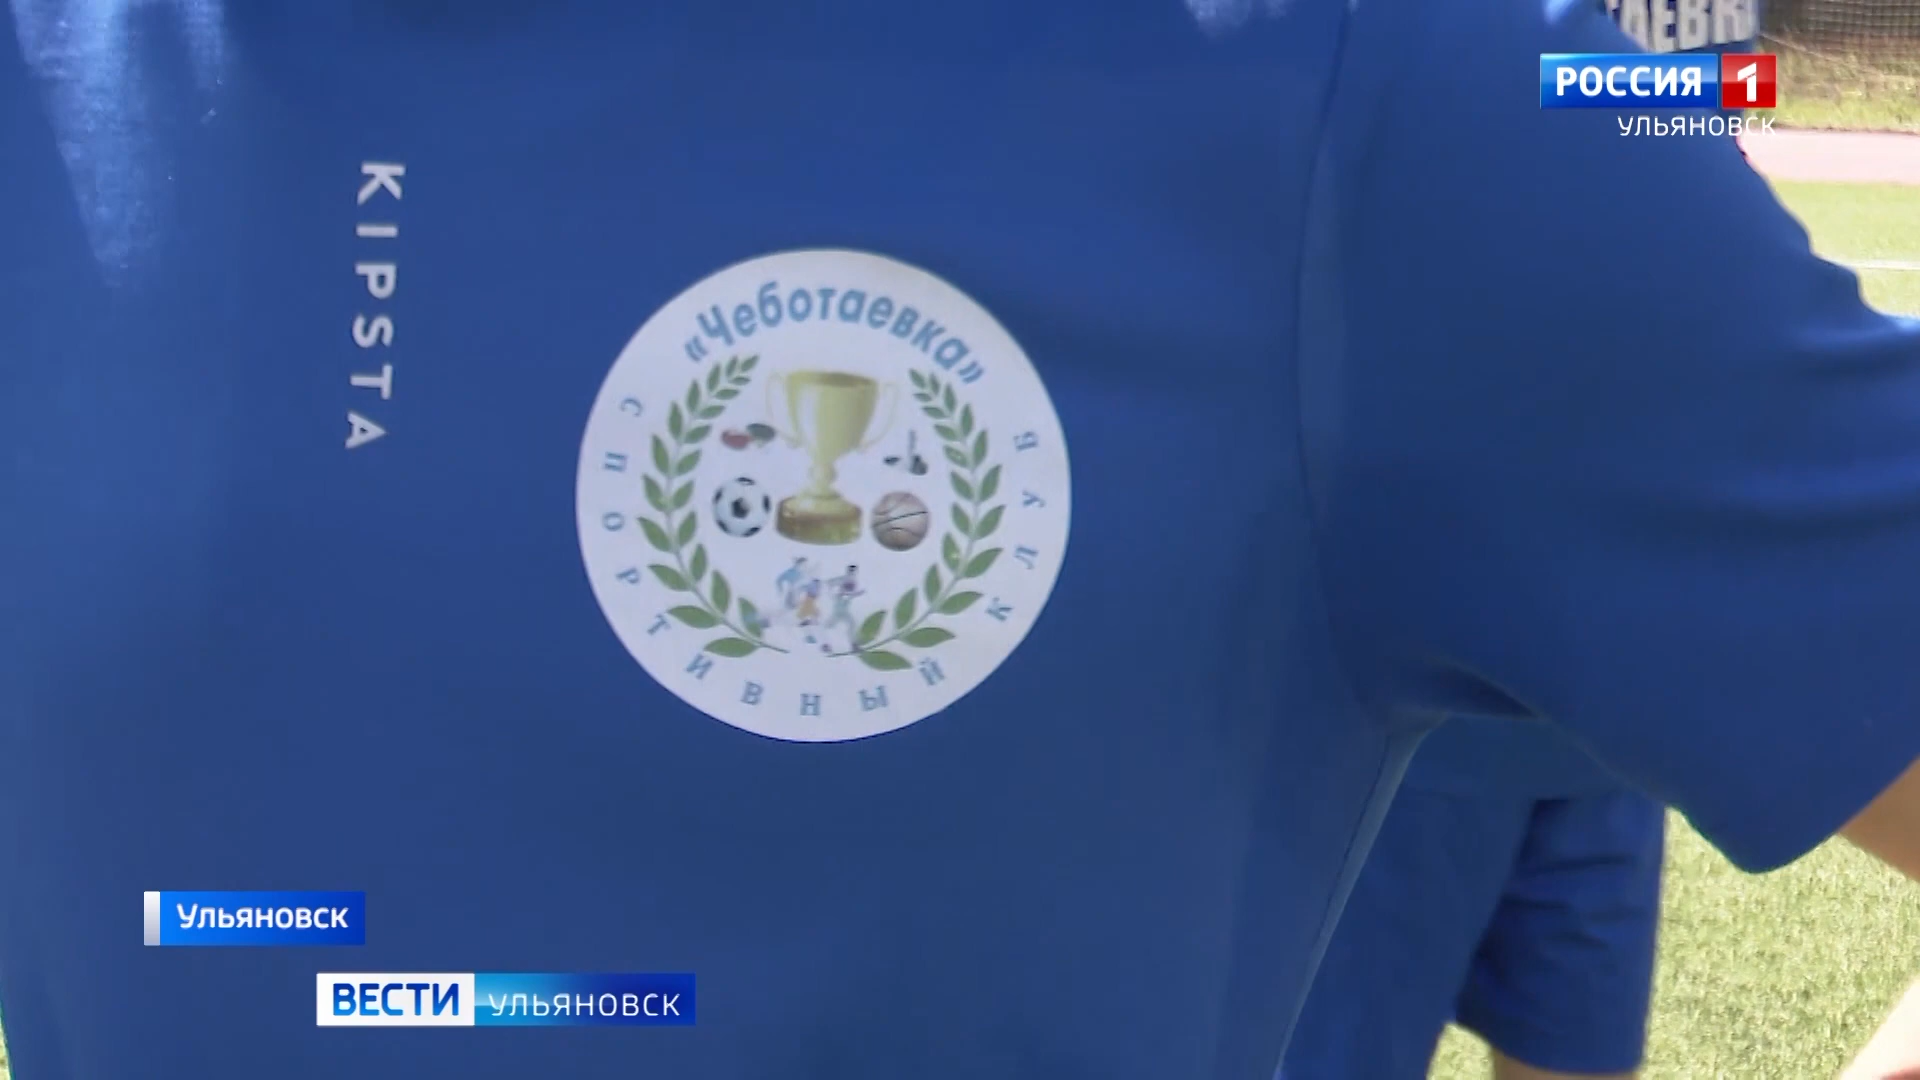 РОССИЯ 1
УЛЬЯНОВСК
KIPSTA
«Чеботаевка»
СПОРТИВНЫЙ КЛУБ
Ульяновск
ВЕСТИ УЛЬЯНОВСК